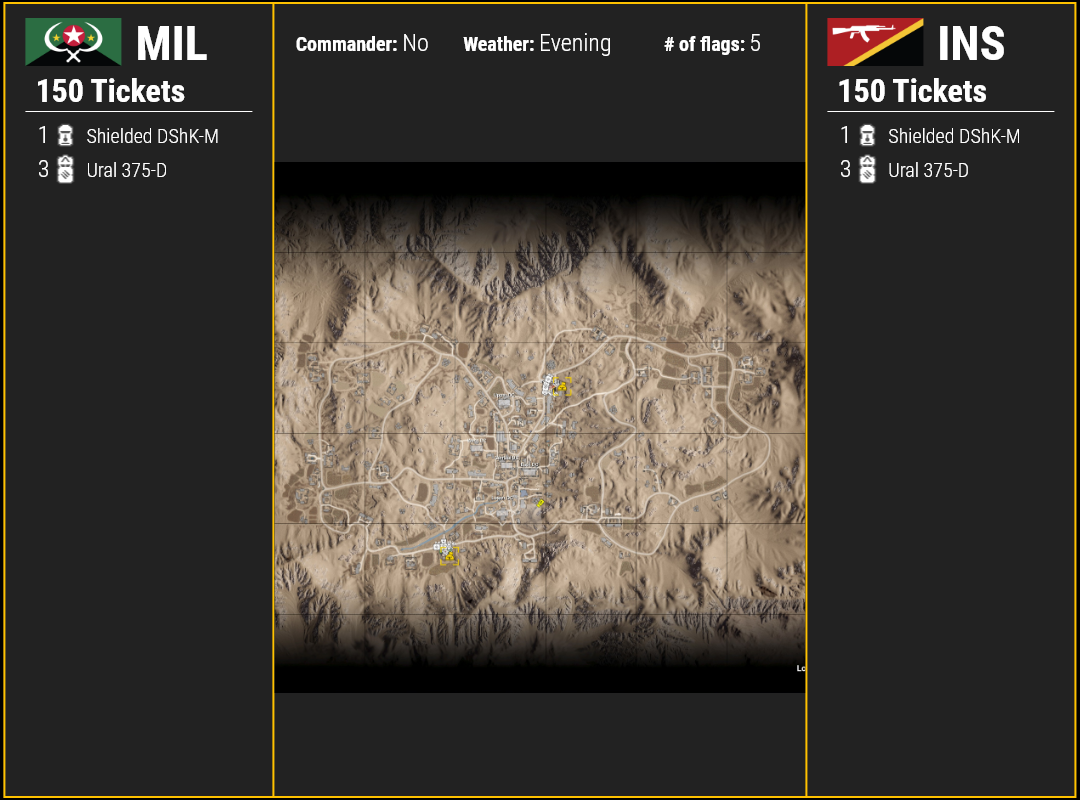 MIL
150 Tickets
1 Shielded DShK-M
3 Ural 375-D
Commander: No Weather: Evening # of flags: 5
INS
150 Tickets
1 Shielded DShK-M
3 Ural 375-D
Lo